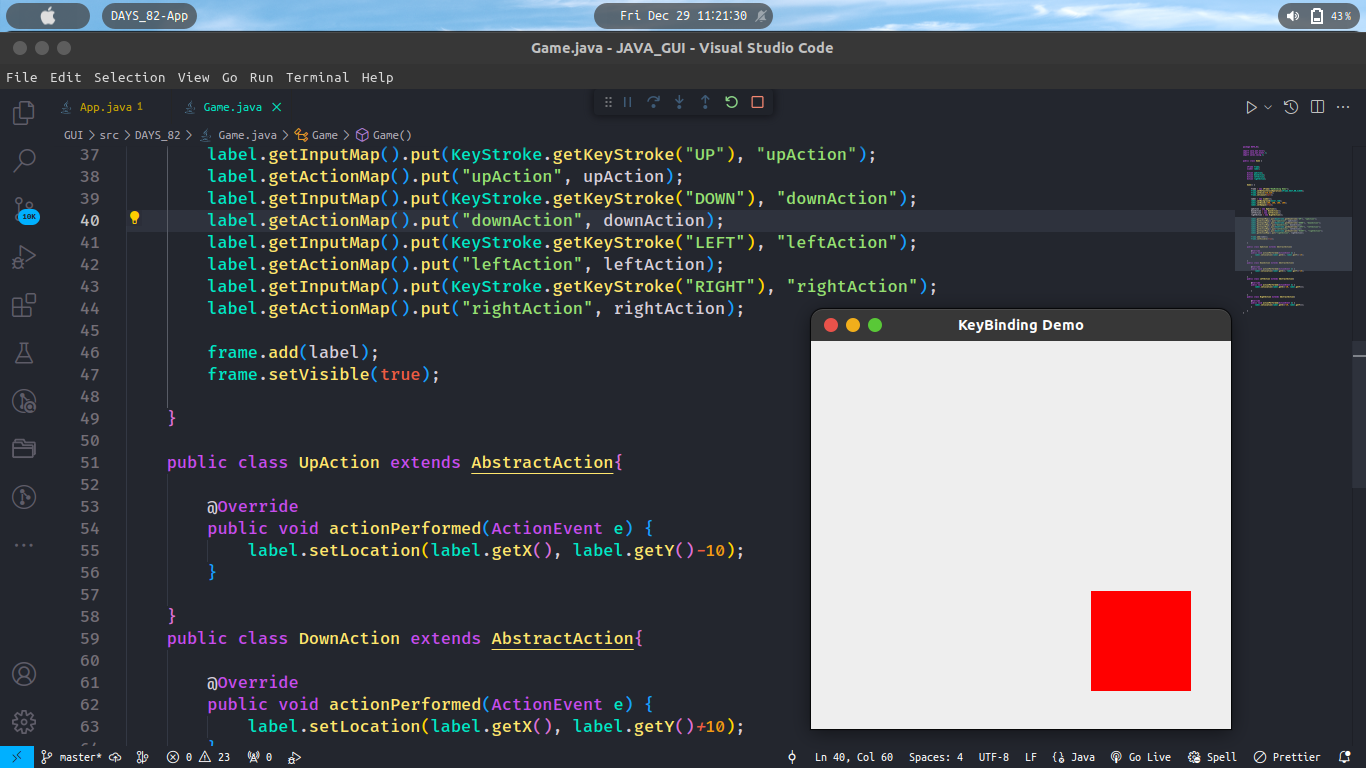 DAYS_82-App
Fri Dec 29 11:21:30
43%
Game.java - JAVA_GUI - Visual Studio Code
File Edit Selection View Go Run Terminal Help
App.java 1
Game.java
GUI > src > DAYS_82 > Game.java > Game > Game()
37 label.getInputMap().put(KeyStroke.getKeyStroke("UP"), "upAction");
38 label.getActionMap().put("upAction", upAction);
39 label.getInputMap().put(KeyStroke.getKeyStroke("DOWN"), "downAction");
40 label.getActionMap().put("downAction", downAction);
41 label.getInputMap().put(KeyStroke.getKeyStroke("LEFT"), "leftAction");
42 label.getActionMap().put("leftAction", leftAction);
43 label.getInputMap().put(KeyStroke.getKeyStroke("RIGHT"), "rightAction");
44 label.getActionMap().put("rightAction", rightAction);
45
46 frame.add(label);
47 frame.setVisible(true);
48
49 }
50
51 public class UpAction extends AbstractAction{
52
53 @Override
54 public void actionPerformed(ActionEvent e) {
55 label.setLocation(label.getX(), label.getY()-10);
56 }
57
58 }
59 public class DownAction extends AbstractAction{
60
61 @Override
62 public void actionPerformed(ActionEvent e) {
63 label.setLocation(label.getX(), label.getY()+10);
10K
KeyBinding Demo
master* 0 23 0
Ln 40, Col 60 Spaces: 4 UTF-8 LF {} Java Go Live Spell Prettier